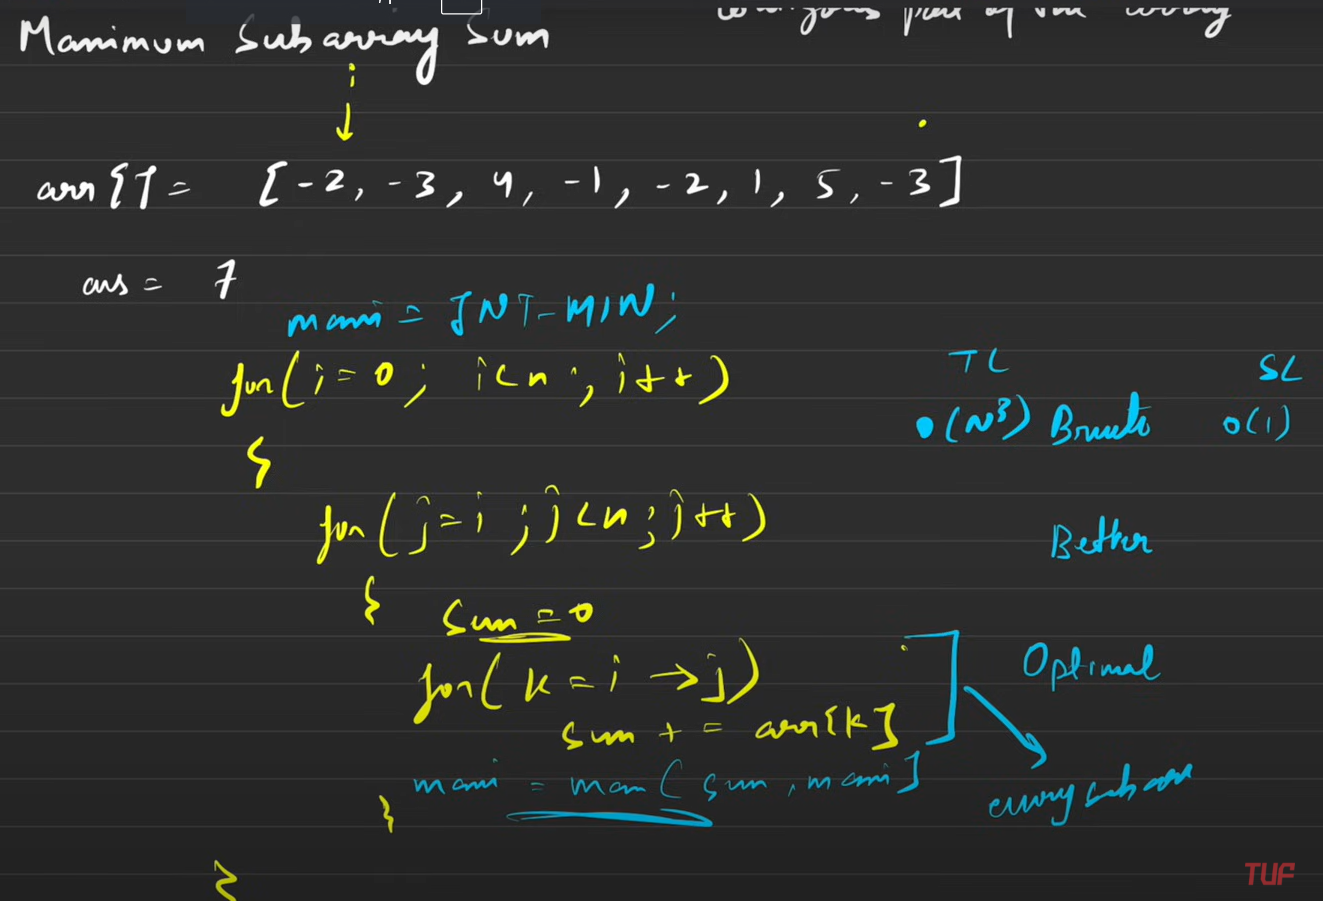 contiguous part of the array
Maximum Subarray Sum
i
arr[] = [-2, -3, 4, -1, -2, 1, 5, -3]
ans = 7
maxi = INT_MIN;
for(i=0; i<n; i++)
TC SC
O(N³) Brute O(1)
{
for(j=i; j<n; j++)
Better
{
sum = 0
for(k=i → j)
Optimal
sum += arr[k]
maxi = max(sum, maxi]
every subarr
}
}
TUF